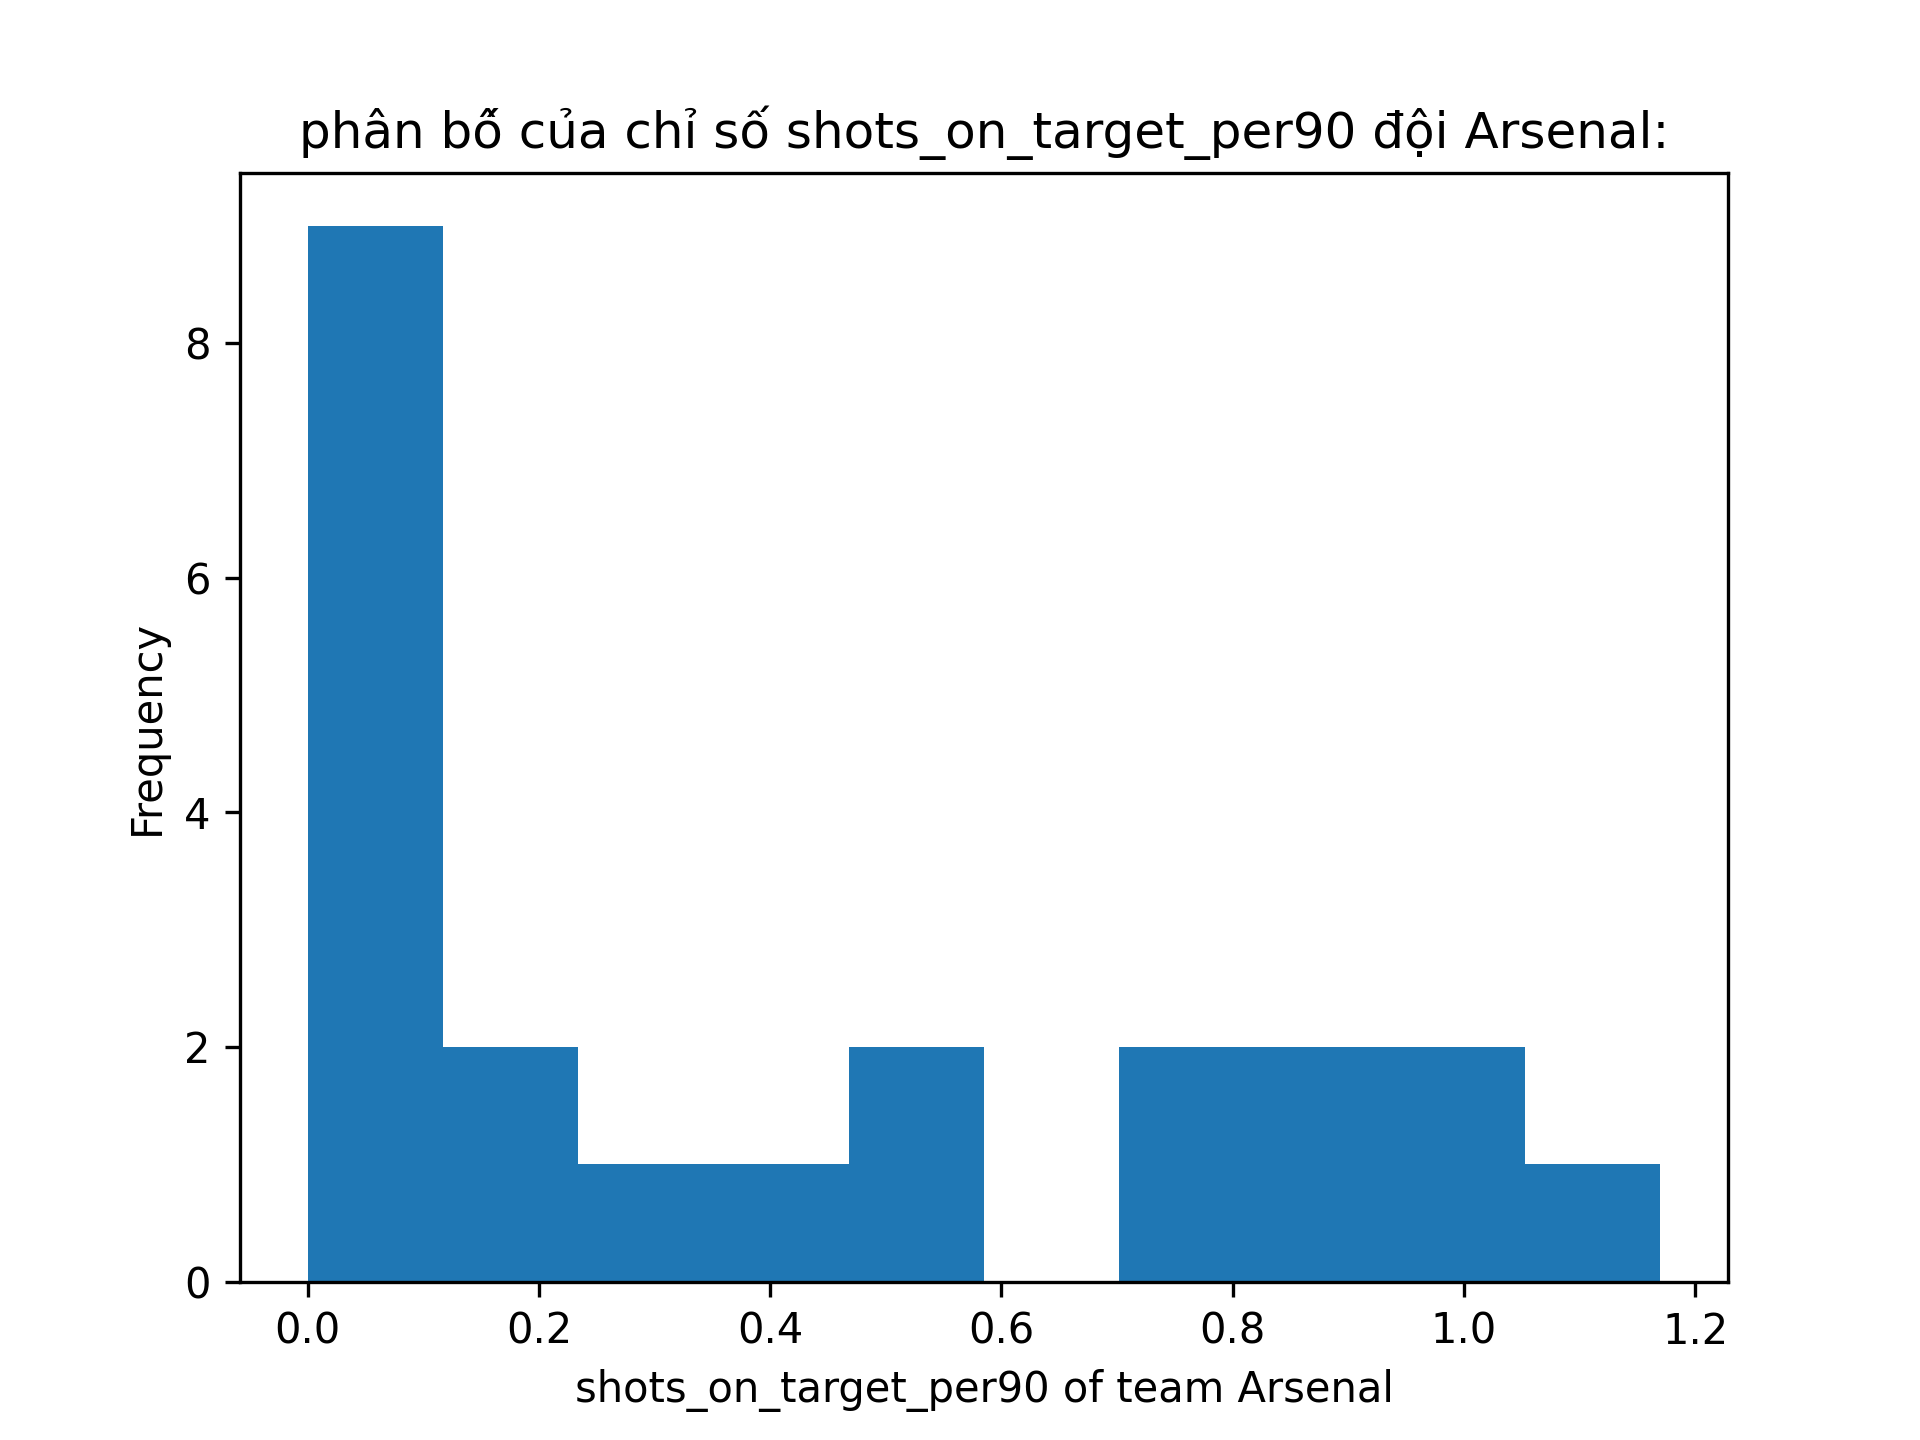 phân bỗ của chỉ số shots_on_target_per90 đội Arsenal:
8
6
4
2
0
Frequency
0.0 0.2 0.4 0.6 0.8 1.0 1.2
shots_on_target_per90 of team Arsenal